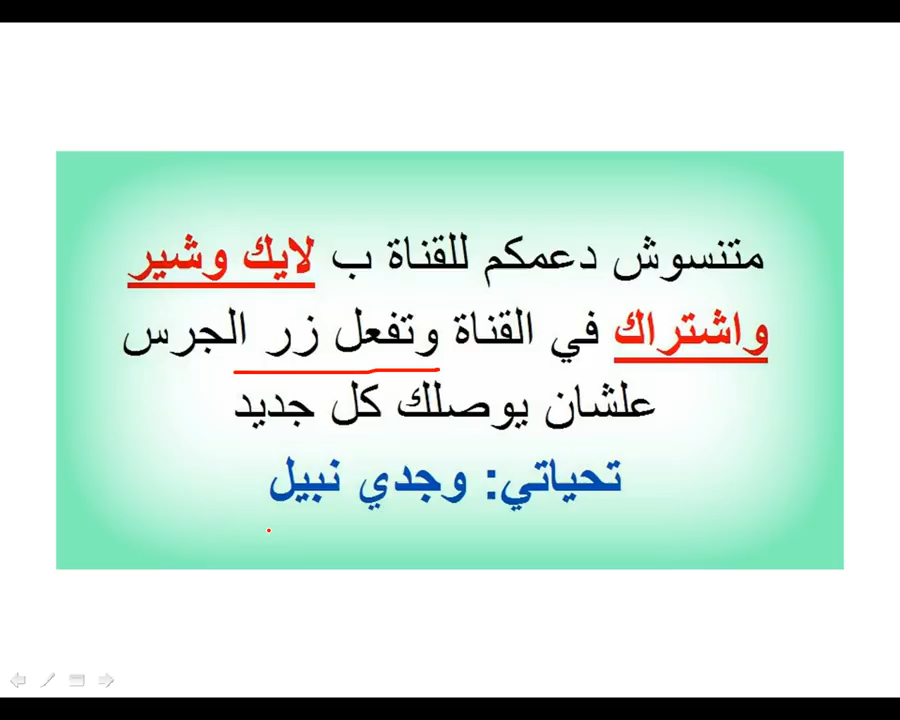 متنسوش دعمكم للقناة ب لايك وشير
واشتراك في القناة وتفعل زر الجرس
علشان يوصلك كل جديد
تحياتي: وجدي نبيل